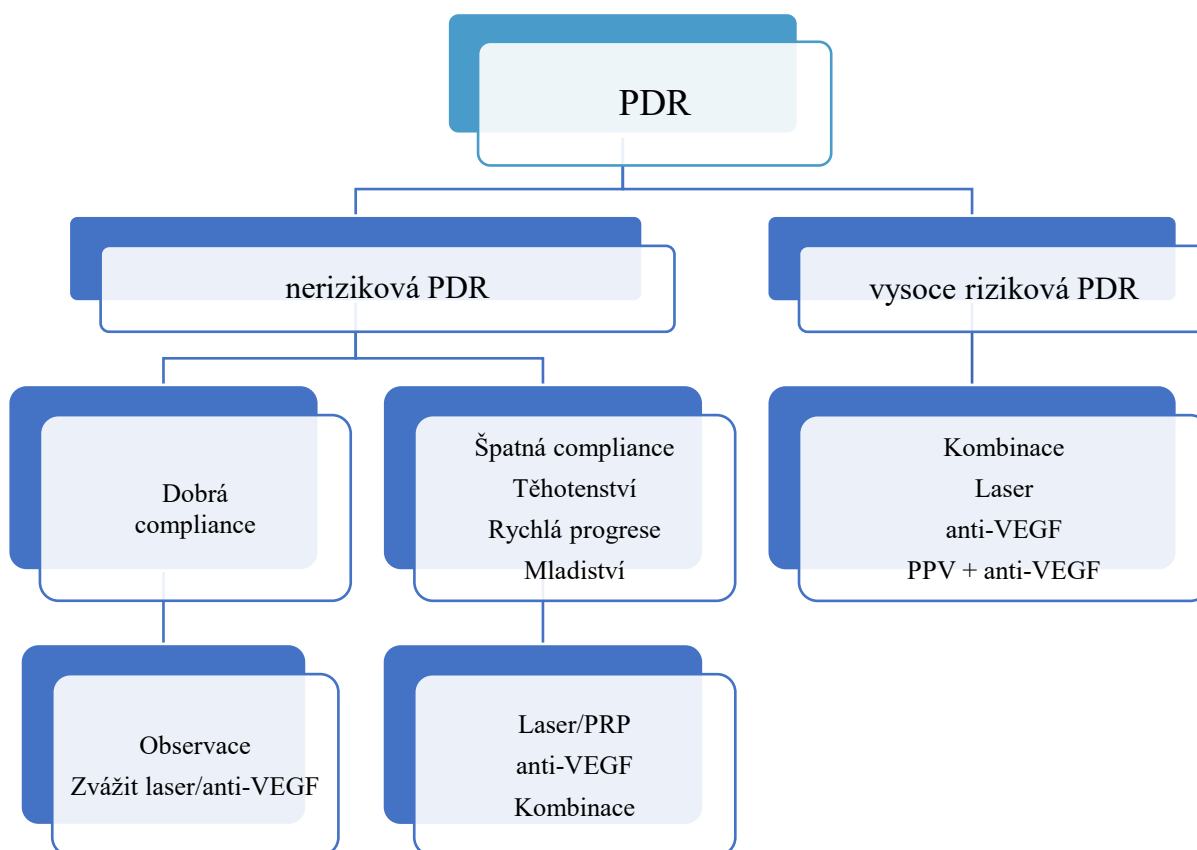 PDR
neriziková PDR
vysoce riziková PDR
Dobrá
compliance
Špatná compliance
Těhotenství
Rychlá progrese
Mladiství
Kombinace
Laser
anti-VEGF
PPV + anti-VEGF
Observace
Zvážit laser/anti-VEGF
Laser/PRP
anti-VEGF
Kombinace